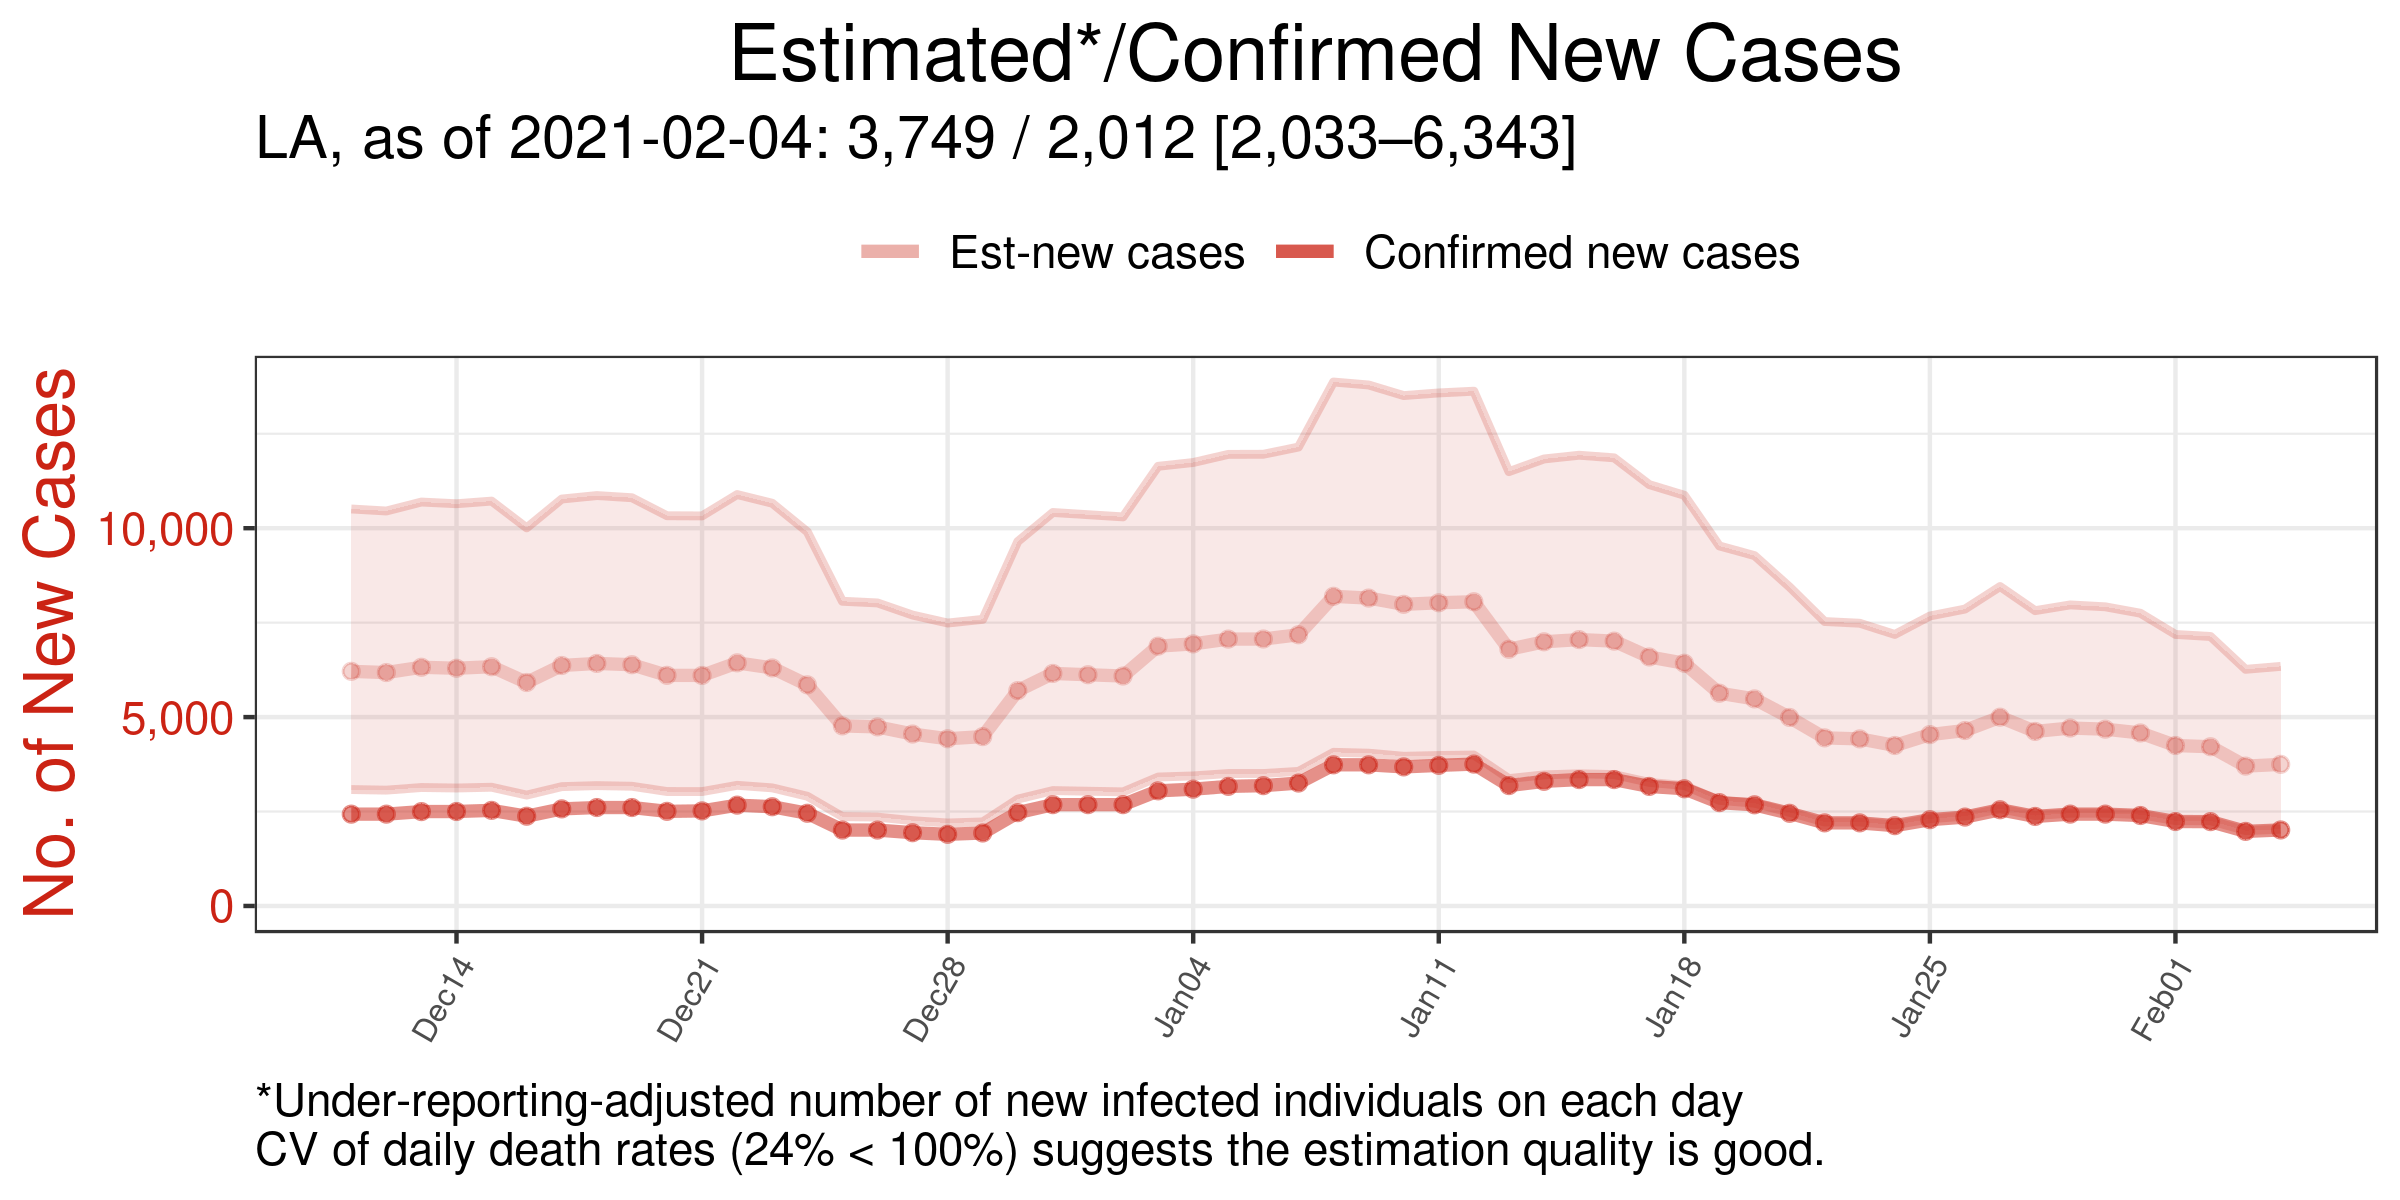 Estimated*/Confirmed New Cases
LA, as of 2021-02-04: 3,749 / 2,012 [2,033–6,343]
Est-new cases Confirmed new cases
No. of New Cases
10,000
5,000
0
Dec14 Dec21 Dec28 Jan04 Jan11 Jan18 Jan25 Feb01
*Under-reporting-adjusted number of new infected individuals on each day
CV of daily death rates (24% < 100%) suggests the estimation quality is good.